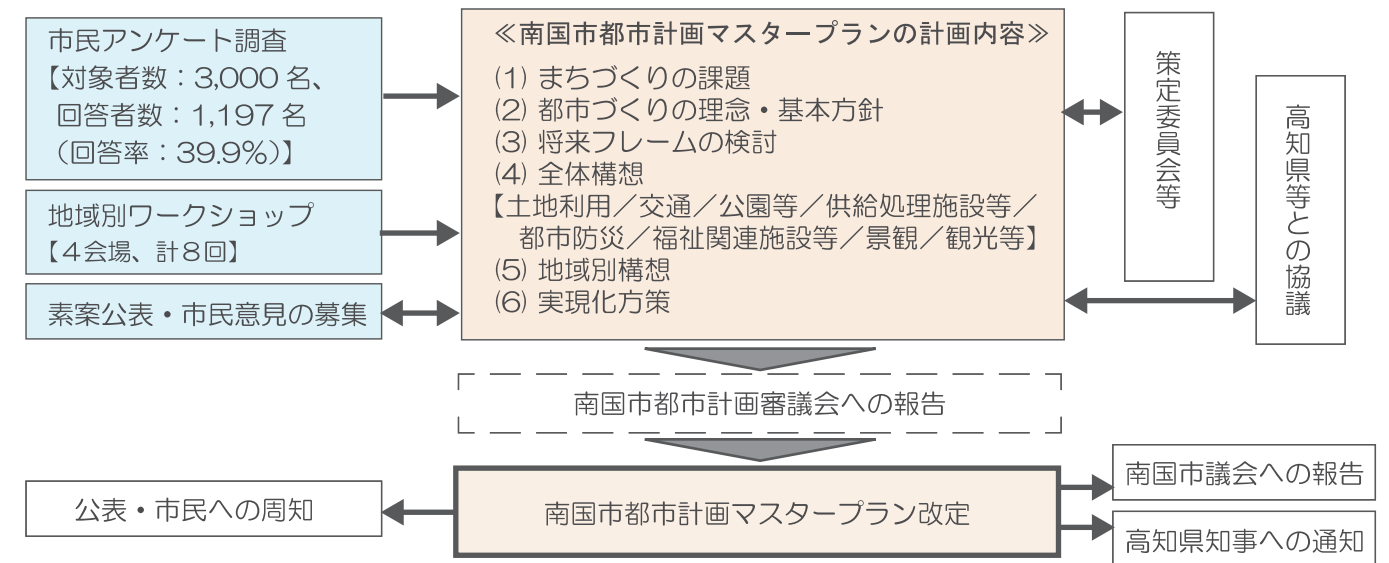 市民アンケート調査
【対象者数：3,000 名、
回答者数：1,197 名
（回答率：39.9%）】
地域別ワークショップ
【４会場、計８回】
素案公表・市民意見の募集
≪南国市都市計画マスタープランの計画内容≫
(1) まちづくりの課題
(2) 都市づくりの理念・基本方針
(3) 将来フレームの検討
(4) 全体構想
【土地利用／交通／公園等／供給処理施設等／
都市防災／福祉関連施設等／景観／観光等】
(5) 地域別構想
(6) 実現化方策
策定委員会等
高知県等との協議
南国市都市計画審議会への報告
公表・市民への周知
南国市都市計画マスタープラン改定
南国市議会への報告
高知県知事への通知